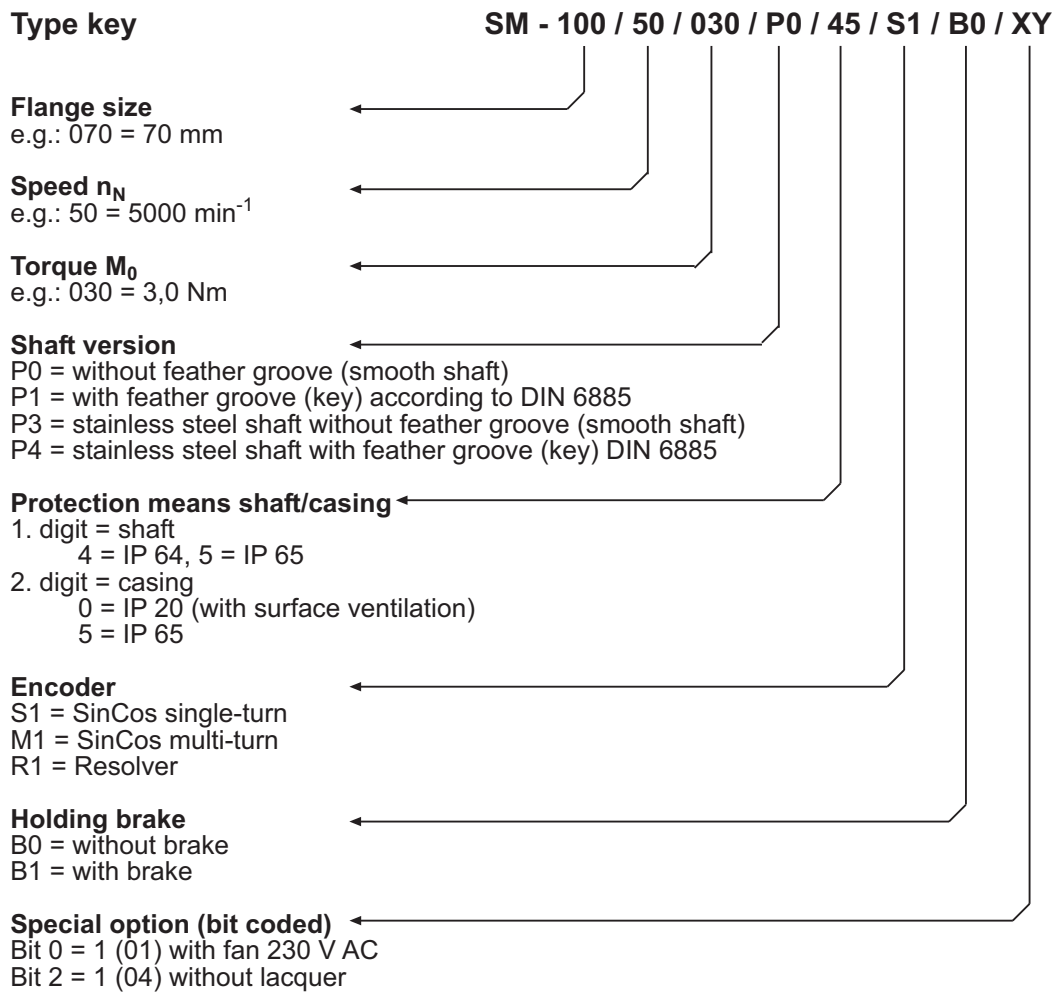 Type key SM - 100 / 50 / 030 / P0 / 45 / S1 / B0 / XY
Flange size
e.g.: 070 = 70 mm
Speed nN
e.g.: 50 = 5000 min-1
Torque M0
e.g.: 030 = 3,0 Nm
Shaft version
P0 = without feather groove (smooth shaft)
P1 = with feather groove (key) according to DIN 6885
P3 = stainless steel shaft without feather groove (smooth shaft)
P4 = stainless steel shaft with feather groove (key) DIN 6885
Protection means shaft/casing
1. digit = shaft
4 = IP 64, 5 = IP 65
2. digit = casing
0 = IP 20 (with surface ventilation)
5 = IP 65
Encoder
S1 = SinCos single-turn
M1 = SinCos multi-turn
R1 = Resolver
Holding brake
B0 = without brake
B1 = with brake
Special option (bit coded)
Bit 0 = 1 (01) with fan 230 V AC
Bit 2 = 1 (04) without lacquer